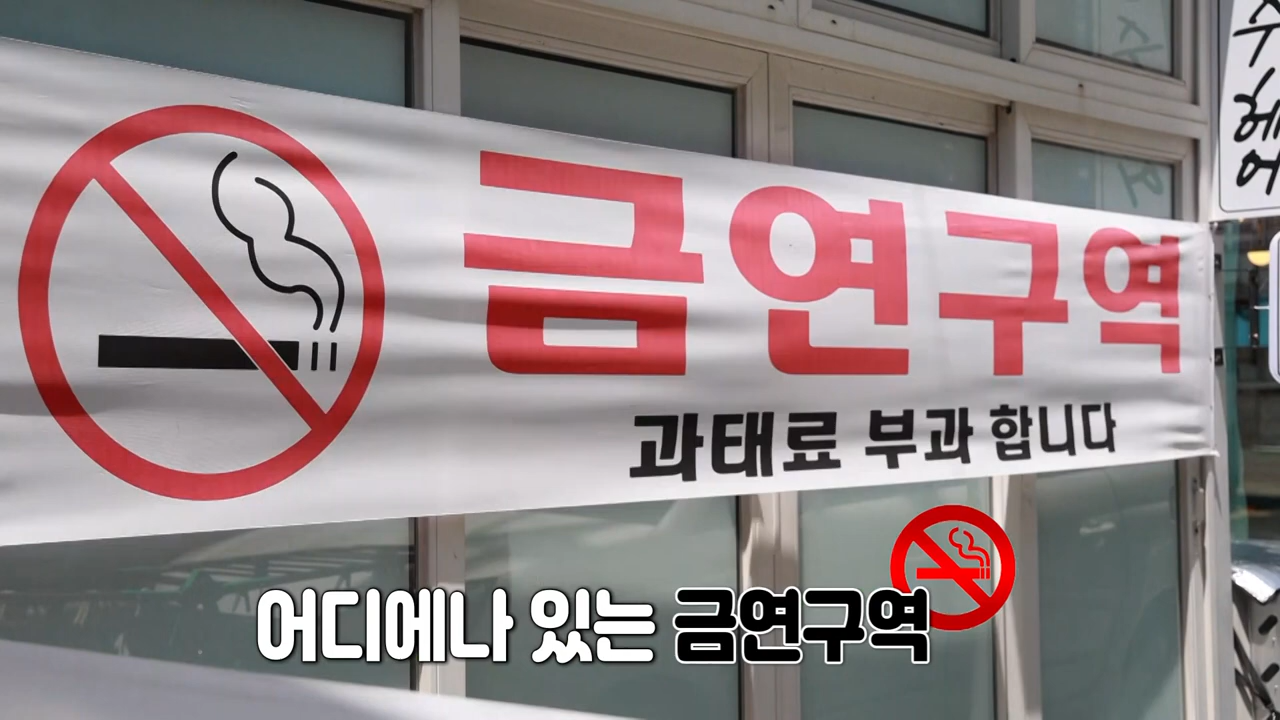 금연구역
과태료 부과 합니다
어디에나 있는 금연구역